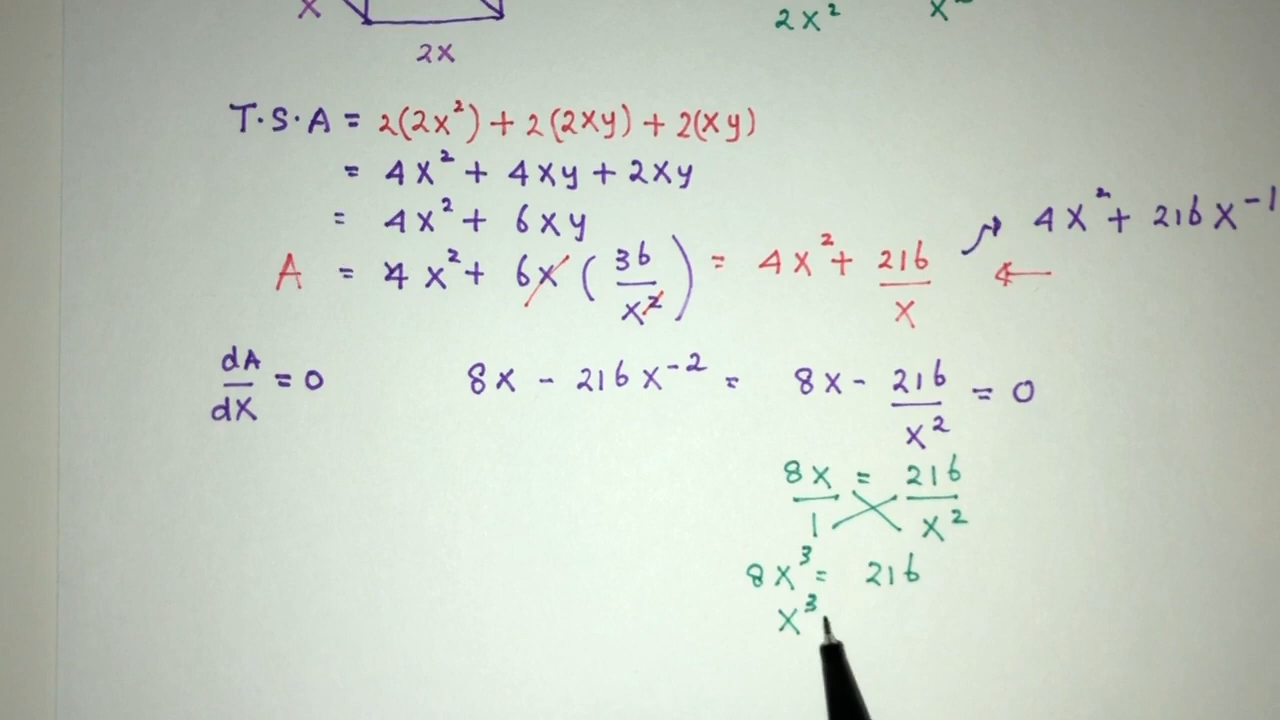 x
2x
2x² x²
T.S.A = 2(2x²) + 2(2xy) + 2(xy)
= 4x² + 4xy + 2xy
= 4x² + 6xy
4x² + 216x⁻¹
A = 4x² + 6x (36/x²) = 4x² + 216/x
dA/dx = 0 8x - 216x⁻² = 8x - 216/x² = 0
8x/1 = 216/x²
8x³ = 216
x³